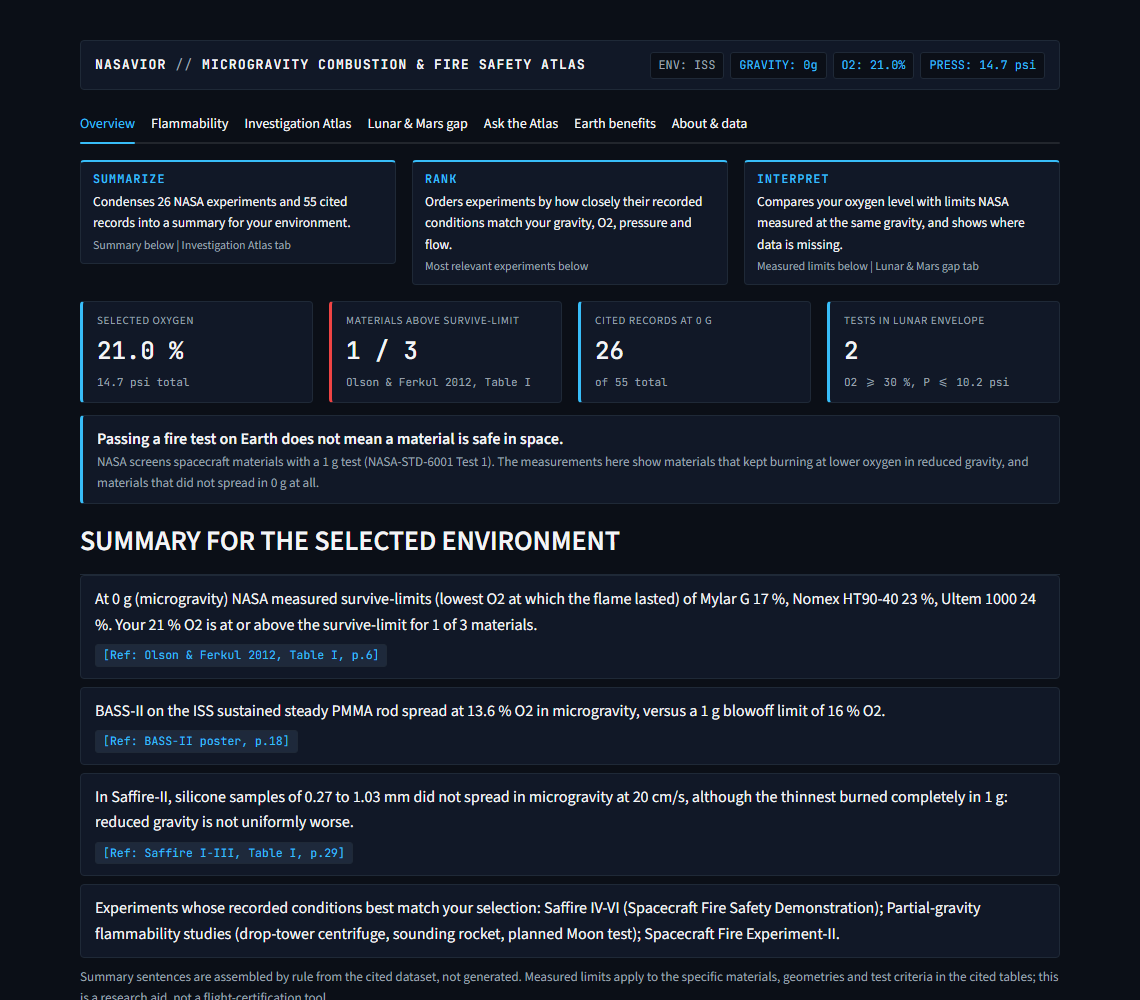 NASAVIOR // MICROGRAVITY COMBUSTION & FIRE SAFETY ATLAS
ENV: ISS
GRAVITY: 0g
O2: 21.0%
PRESS: 14.7 psi
Overview
Flammability
Investigation Atlas
Lunar & Mars gap
Ask the Atlas
Earth benefits
About & data
SUMMARIZE
Condenses 26 NASA experiments and 55 cited
records into a summary for your environment.
Summary below | Investigation Atlas tab
RANK
Orders experiments by how closely their recorded
conditions match your gravity, O2, pressure and
flow.
Most relevant experiments below
INTERPRET
Compares your oxygen level with limits NASA
measured at the same gravity, and shows where
data is missing.
Measured limits below | Lunar & Mars gap tab
SELECTED OXYGEN
21.0 %
14.7 psi total
MATERIALS ABOVE SURVIVE-LIMIT
1 / 3
Olson & Ferkul 2012, Table I
CITED RECORDS AT 0 G
26
of 55 total
TESTS IN LUNAR ENVELOPE
2
O2 ≥ 30 %, P ≤ 10.2 psi
Passing a fire test on Earth does not mean a material is safe in space.
NASA screens spacecraft materials with a 1 g test (NASA-STD-6001 Test 1). The measurements here show materials that kept burning at lower oxygen in reduced gravity, and
materials that did not spread in 0 g at all.
SUMMARY FOR THE SELECTED ENVIRONMENT
At 0 g (microgravity) NASA measured survive-limits (lowest O2 at which the flame lasted) of Mylar G 17 %, Nomex HT90-40 23 %, Ultem 1000 24
%. Your 21 % O2 is at or above the survive-limit for 1 of 3 materials.
[Ref: Olson & Ferkul 2012, Table I, p.6]
BASS-II on the ISS sustained steady PMMA rod spread at 13.6 % O2 in microgravity, versus a 1 g blowoff limit of 16 % O2.
[Ref: BASS-II poster, p.18]
In Saffire-II, silicone samples of 0.27 to 1.03 mm did not spread in microgravity at 20 cm/s, although the thinnest burned completely in 1 g:
reduced gravity is not uniformly worse.
[Ref: Saffire I-III, Table I, p.29]
Experiments whose recorded conditions best match your selection: Saffire IV-VI (Spacecraft Fire Safety Demonstration); Partial-gravity
flammability studies (drop-tower centrifuge, sounding rocket, planned Moon test); Spacecraft Fire Experiment-II.
Summary sentences are assembled by rule from the cited dataset, not generated. Measured limits apply to the specific materials, geometries and test criteria in the cited tables; this
is a research aid, not a flight-certification tool.